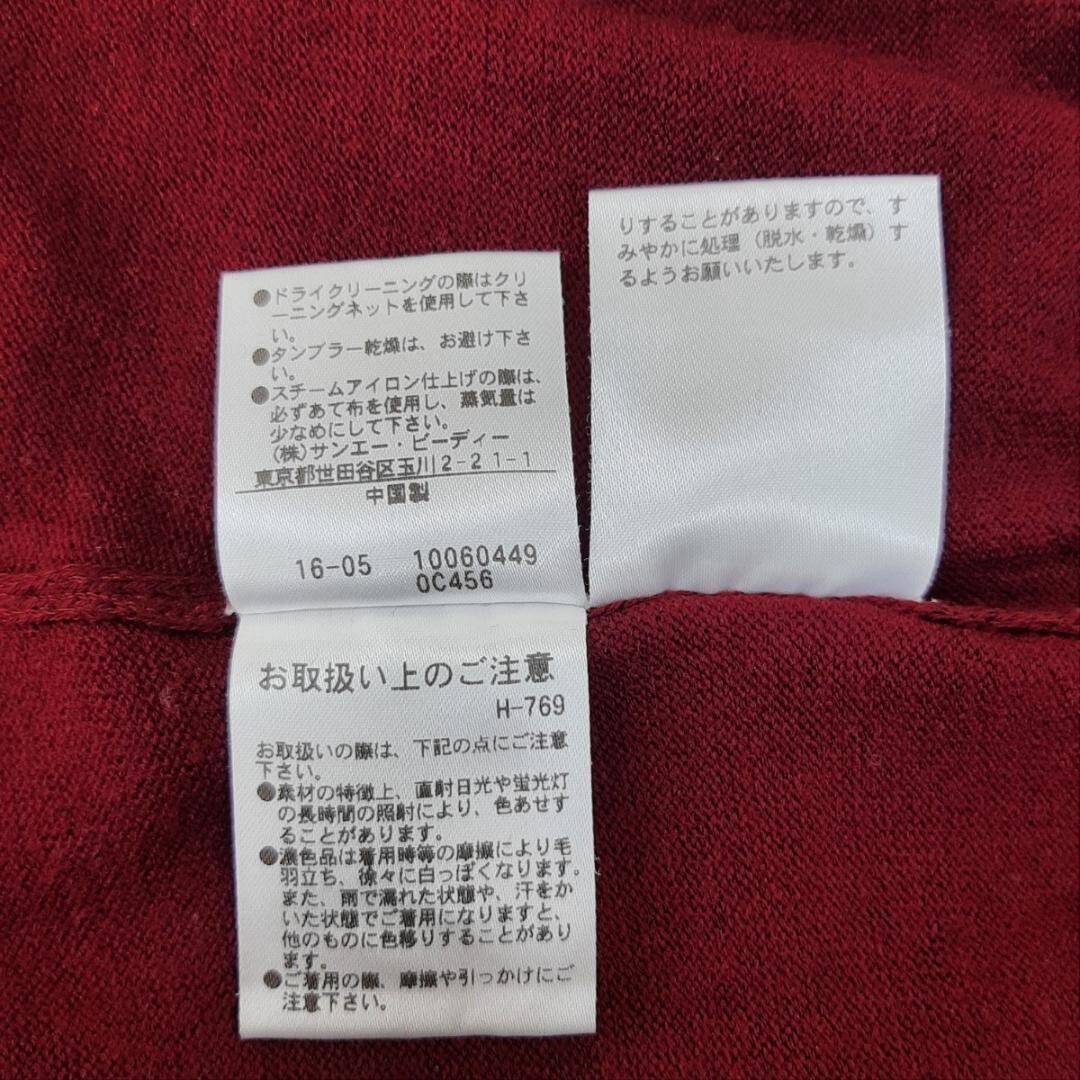 ●ドライクリーニングの際はクリ
ーニングネットを使用して下さ
い。
●タンブラー乾燥は、お避け下さ
い。
●スチームアイロン仕上げの際は、
必ずあて布を使用し、蒸気量は
少なめにして下さい。
(株)サンエー・ビーディー
東京都世田谷区玉川2-21-1
中国製
16-05 10060449
0C456
お取扱い上のご注意
H-769
お取扱いの際は、下記の点にご注意
下さい。
●素材の特徴上、直射日光や蛍光灯
の長時間の照射により、色あせす
ることがあります。
●濃色品は着用時等の摩擦により毛
羽立ち、徐々に白っぽくなります。
また、雨で濡れた状態や、汗をか
いた状態でご着用になりますと、
他のものに色移りすることがあり
ます。
●ご着用の際、摩擦や引っかけにご
注意下さい。
りすることがありますので、す
みやかに処理（脱水・乾燥）す
るようお願いいたします。